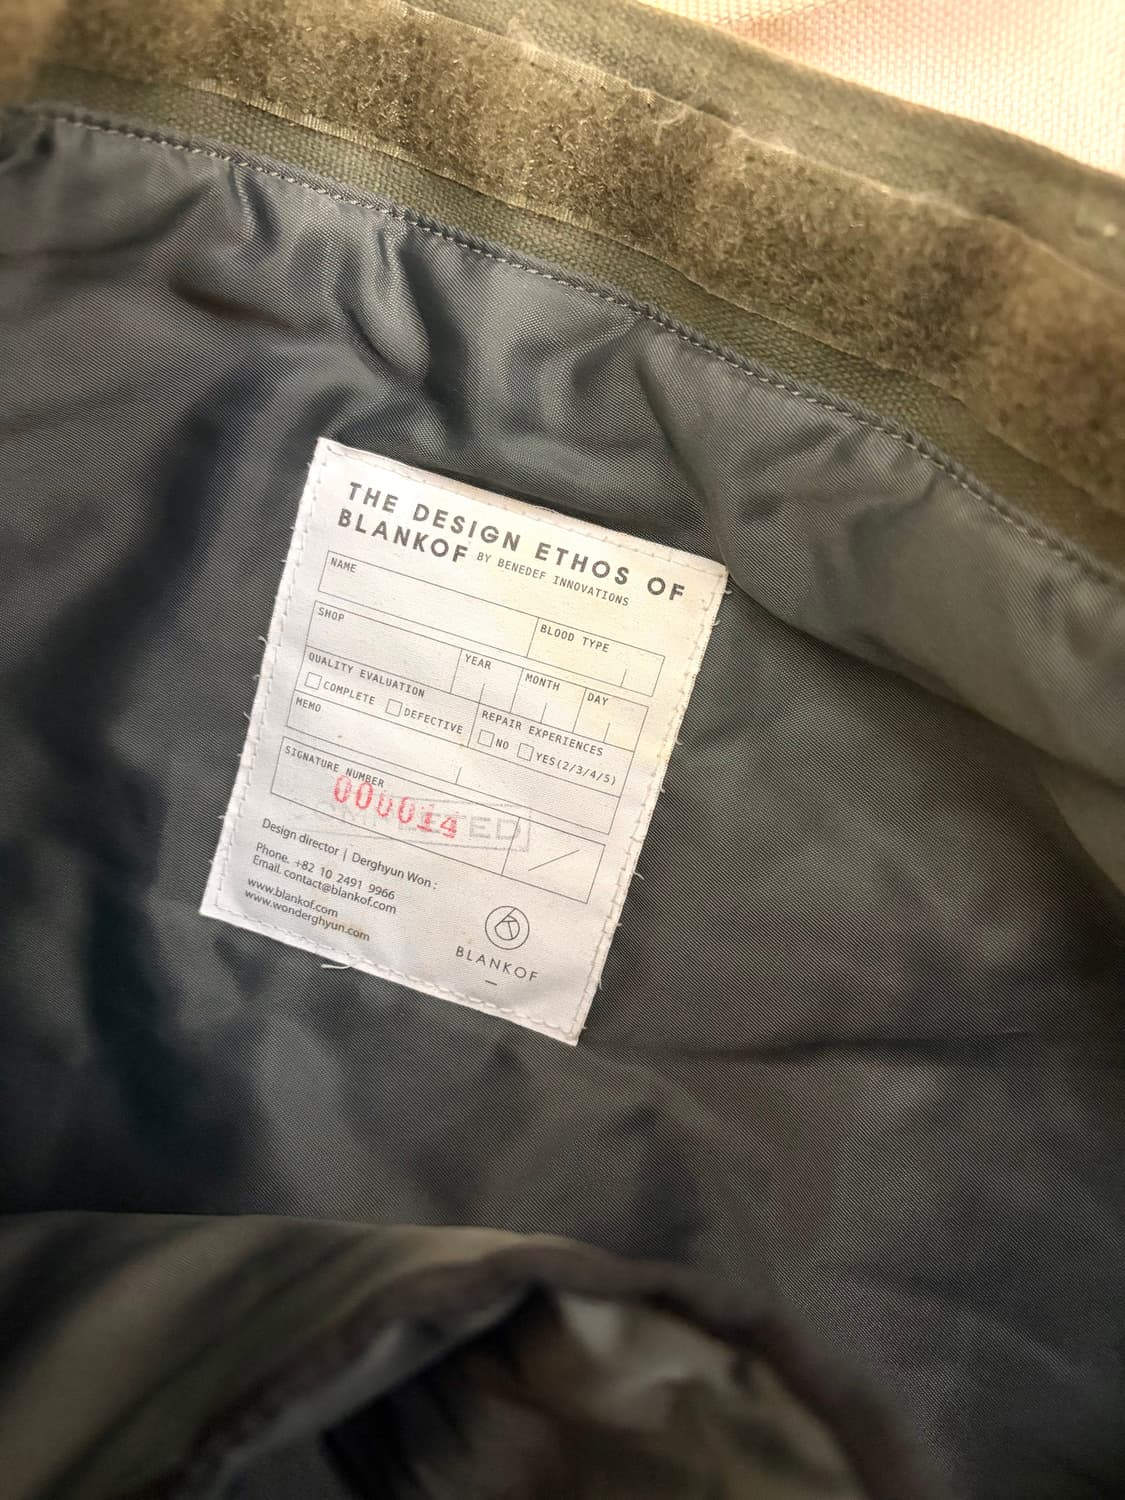 THE DESIGN ETHOS OF
BLANKOF BY BENEDEF INNOVATIONS
NAME
BLOOD TYPE
SHOP
YEAR
MONTH
DAY
QUALITY EVALUATION
COMPLETE
DEFECTIVE
REPAIR EXPERIENCES
NO
YES(2/3/4/5)
MEMO
SIGNATURE NUMBER
Design director | Derghyun Won :
Phone. +82 10 2491 9966
Email. contact@blankof.com
www.blankof.com
www.wonderghyun.com
BLANKOF